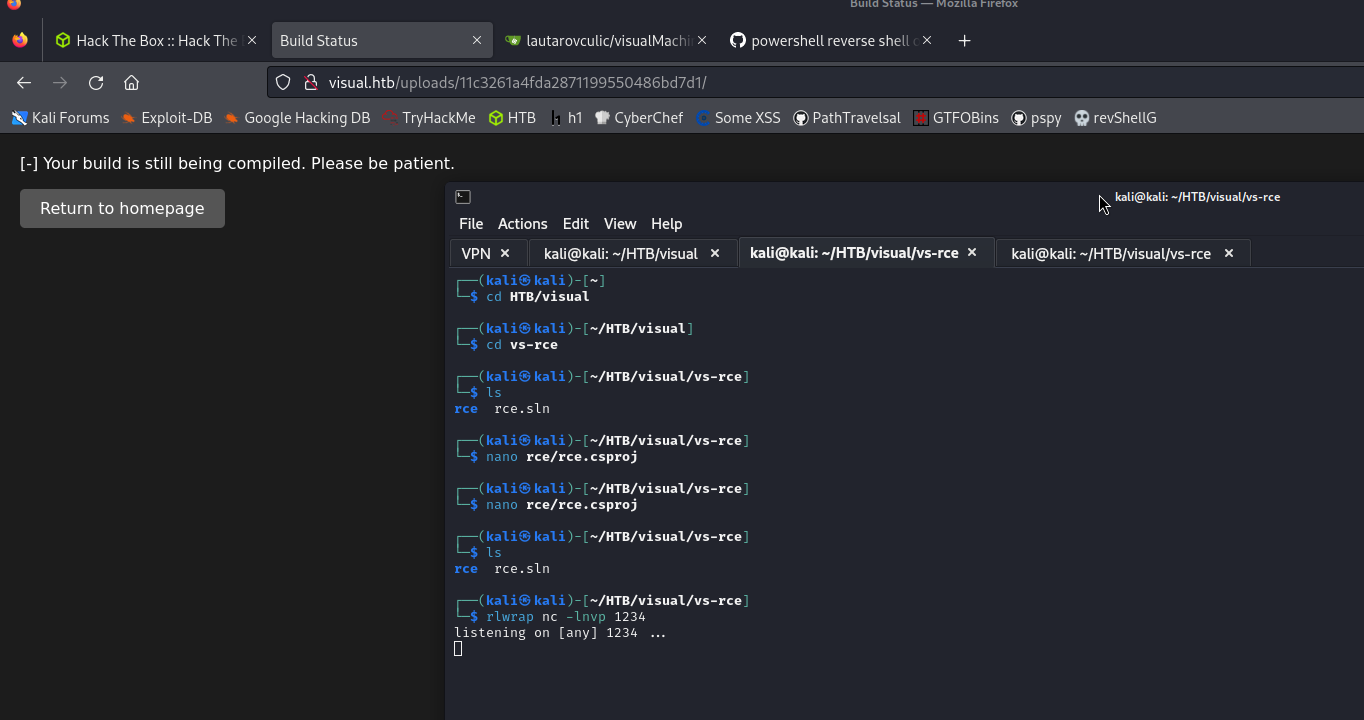 Build Status — Mozilla Firefox
Hack The Box :: Hack The
Build Status
lautarovculic/visualMachi
powershell reverse shell
visual.htb/uploads/11c3261a4fda2871199550486bd7d1/
Kali Forums Exploit-DB Google Hacking DB TryHackMe HTB h1 CyberChef Some XSS PathTravelsal GTFOBins pspy revShellG
[-] Your build is still being compiled. Please be patient.
Return to homepage
kali@kali: ~/HTB/visual/vs-rce
File Actions Edit View Help
VPN kali@kali: ~/HTB/visual kali@kali: ~/HTB/visual/vs-rce kali@kali: ~/HTB/visual/vs-rce
┌──(kali㉿kali)-[~]
└─$ cd HTB/visual
┌──(kali㉿kali)-[~/HTB/visual]
└─$ cd vs-rce
┌──(kali㉿kali)-[~/HTB/visual/vs-rce]
└─$ ls
rce rce.sln
┌──(kali㉿kali)-[~/HTB/visual/vs-rce]
└─$ nano rce/rce.csproj
┌──(kali㉿kali)-[~/HTB/visual/vs-rce]
└─$ nano rce/rce.csproj
┌──(kali㉿kali)-[~/HTB/visual/vs-rce]
└─$ ls
rce rce.sln
┌──(kali㉿kali)-[~/HTB/visual/vs-rce]
└─$ rlwrap nc -lnvp 1234
listening on [any] 1234 ...